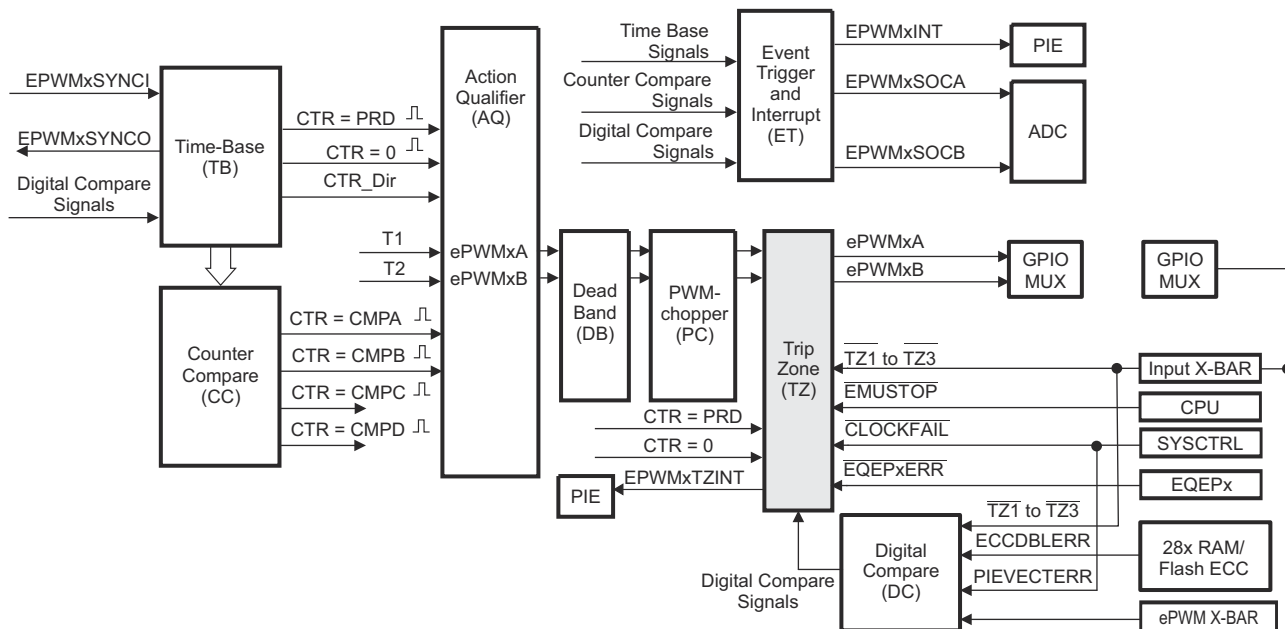 EPWMxSYNCI
EPWMxSYNCO
Digital Compare
Signals
Time-Base
(TB)
CTR = PRD
CTR = 0
CTR_Dir
T1
T2
Counter
Compare
(CC)
CTR = CMPA
CTR = CMPB
CTR = CMPC
CTR = CMPD
Action
Qualifier
(AQ)
ePWMxA
ePWMxB
Time Base
Signals
Counter Compare
Signals
Digital Compare
Signals
Event
Trigger
and
Interrupt
(ET)
EPWMxINT
EPWMxSOCA
EPWMxSOCB
PIE
ADC
Dead
Band
(DB)
PWM-
chopper
(PC)
Trip
Zone
(TZ)
ePWMxA
ePWMxB
GPIO
MUX
GPIO
MUX
TZ1 to TZ3
EMUSTOP
CLOCKFAIL
EQEPxERR
Input X-BAR
CPU
SYSCTRL
EQEPx
CTR = PRD
CTR = 0
EPWMxTZINT
PIE
TZ1 to TZ3
ECCDBLERR
PIEVECTERR
28x RAM/
Flash ECC
ePWM X-BAR
Digital
Compare
(DC)
Digital Compare
Signals